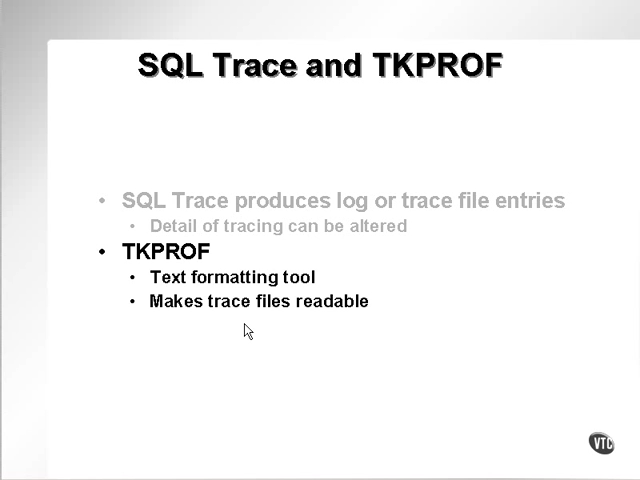 SQL Trace and TKPROF
• SQL Trace produces log or trace file entries
• Detail of tracing can be altered
• TKPROF
• Text formatting tool
• Makes trace files readable
VTC